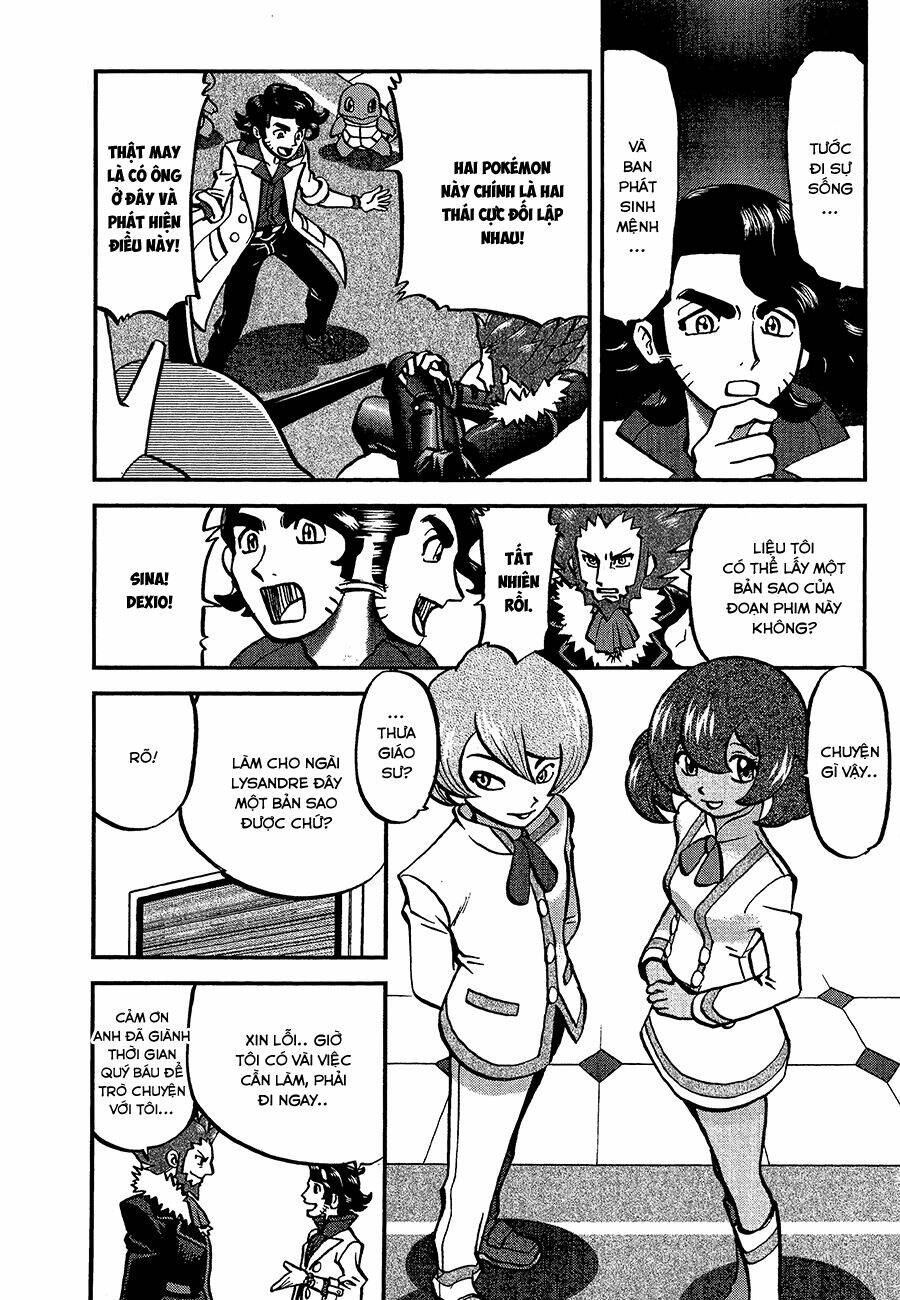 TƯỚC
ĐI SỰ
SỐNG
...
VÀ
BAN
PHÁT
SINH
MỆNH
...
HAI POKÉMON
NÀY CHÍNH LÀ HAI
THÁI CỰC ĐỐI LẬP
NHAU!
THẬT MAY
LÀ CÓ ÔNG
Ở ĐÂY VÀ
PHÁT HIỆN
ĐIỀU NÀY!
LIỆU TÔI
CÓ THỂ LẤY MỘT
BẢN SAO CỦA
ĐOẠN PHIM NÀY
KHÔNG?
TẤT
NHIÊN
RỒI.
SINA!
DEXIO!
CHUYỆN
GÌ VẬY..
...
THƯA
GIÁO
SƯ?
LÀM CHO NGÀI
LYSANDRE ĐÂY
MỘT BẢN SAO
ĐƯỢC CHỨ?
RÕ!
XIN LỖI.. GIỜ
TÔI CÓ VÀI VIỆC
CẦN LÀM, PHẢI
ĐI NGAY..
CẢM ƠN
ANH ĐÃ GIÀNH
THỜI GIAN
QUÝ BÁU ĐỂ
TRÒ CHUYỆN
VỚI TÔI...